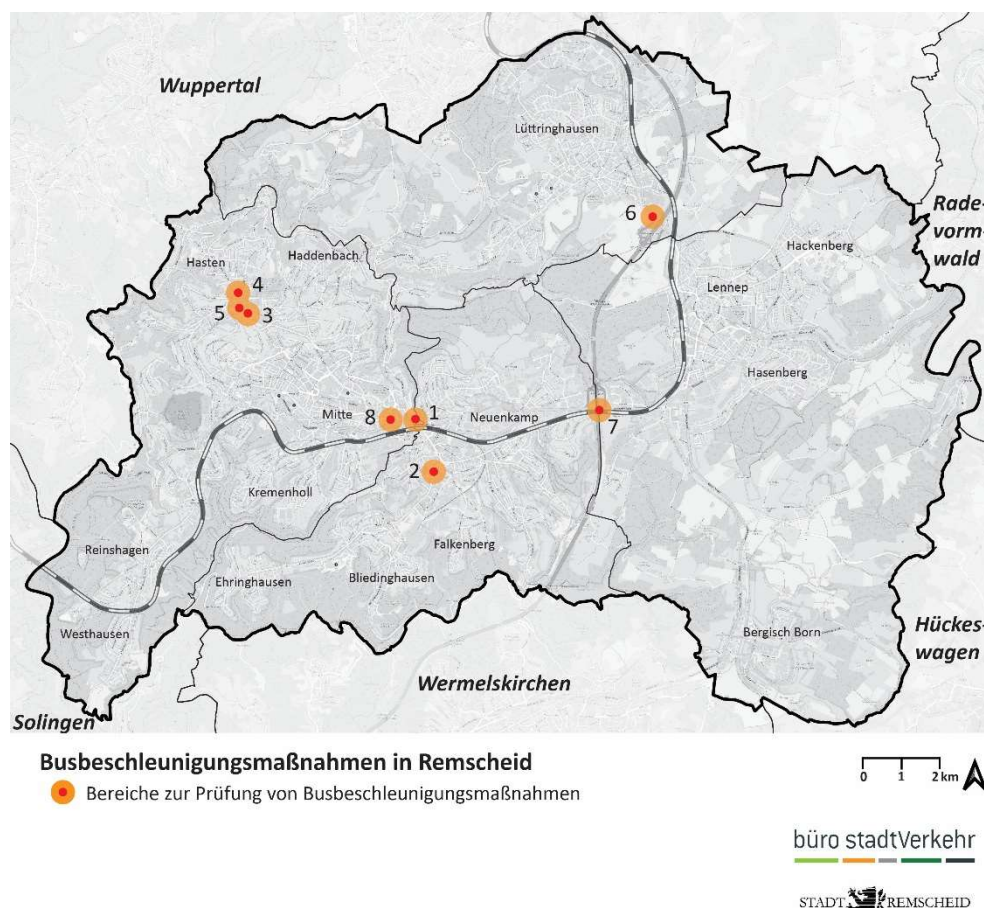 Wuppertal
Lüttringhausen
Rade-
vorm-
wald
6
Hackenberg
Hasten
Haddenbach
4
5
3
Lennep
Hasenberg
Mitte
8
1
Neuenkamp
7
2
Kremenholl
Reinshagen
Falkenberg
Ehringhausen
Bliedinghausen
Westhausen
Bergisch Born
Hückes-
wagen
Wermelskirchen
Solingen
Busbeschleunigungsmaßnahmen in Remscheid
Bereiche zur Prüfung von Busbeschleunigungsmaßnahmen
0 1 2 km
büro stadtVerkehr
STADT REMSCHEID